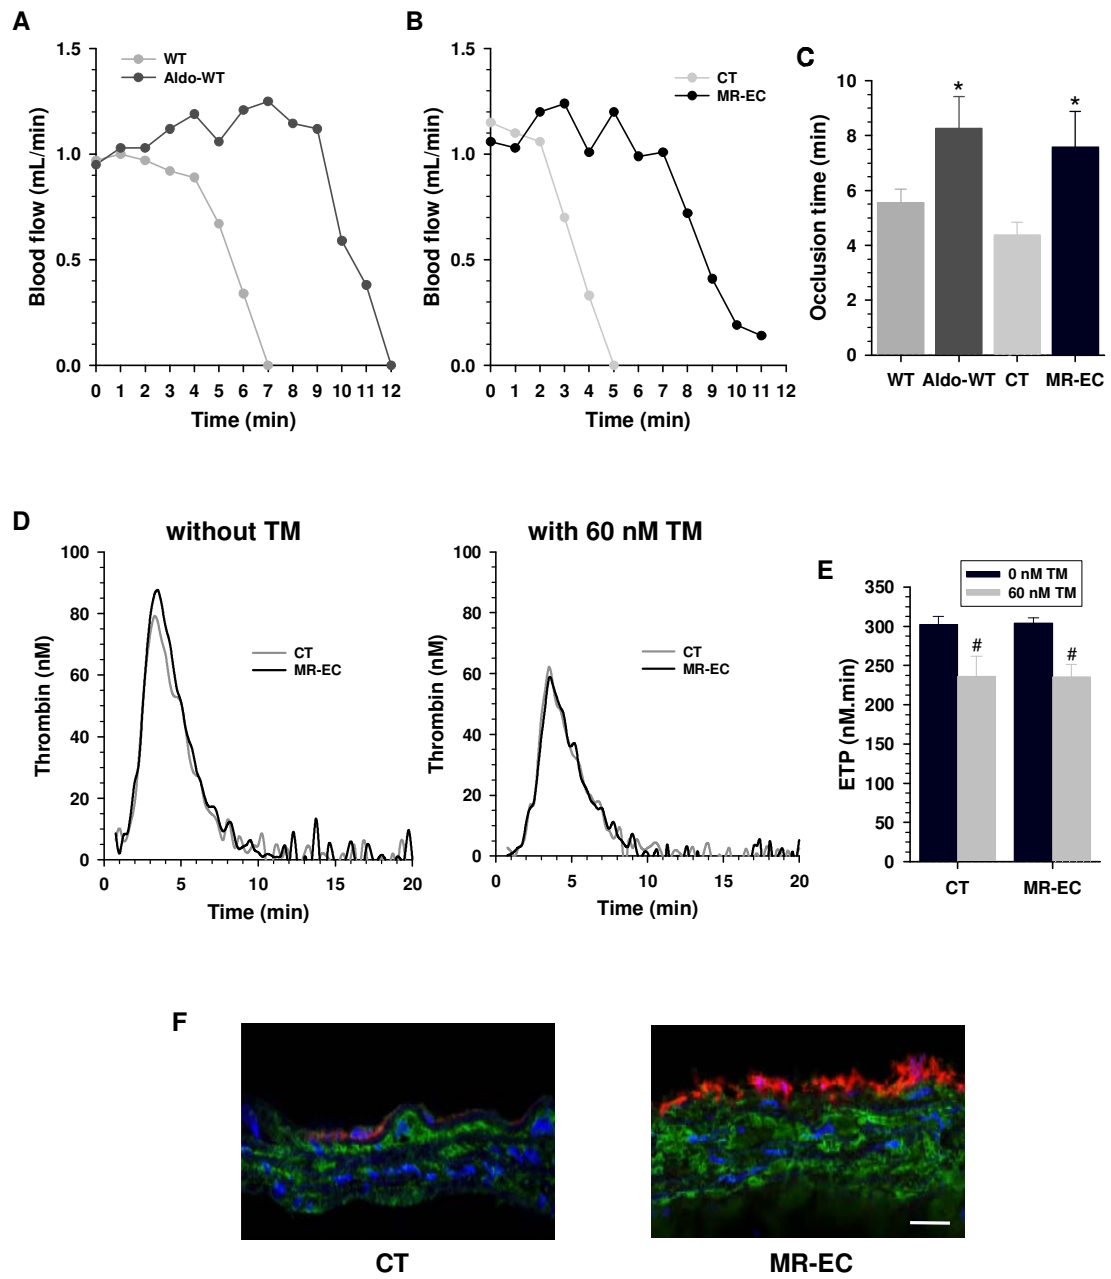 A
1.5
1.0
0.5
0.0
Blood flow (mL/min)
WT
Aldo-WT
0 1 2 3 4 5 6 7 8 9 10 11 12
Time (min)
B
1.5
1.0
0.5
0.0
Blood flow (mL/min)
CT
MR-EC
0 1 2 3 4 5 6 7 8 9 10 11 12
Time (min)
C
10
8
6
4
2
0
Occlusion time (min)
*
*
WT Aldo-WT CT MR-EC
D
without TM
100
80
60
40
20
0
Thrombin (nM)
CT
MR-EC
0 5 10 15 20
Time (min)
with 60 nM TM
100
80
60
40
20
0
Thrombin (nM)
CT
MR-EC
0 5 10 15 20
Time (min)
E
0 nM TM
60 nM TM
350
300
250
200
150
100
50
0
ETP (nM.min)
#
#
CT MR-EC
F
CT
MR-EC